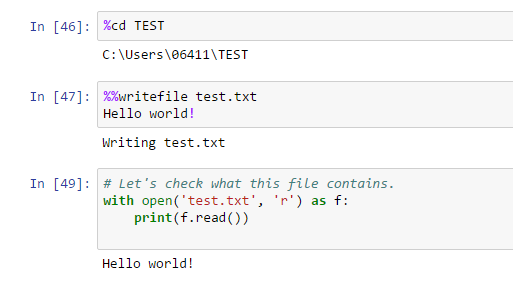 In [46]: %cd TEST
C:\Users\06411\TEST
In [47]: %%writefile test.txt
Hello world!
Writing test.txt
In [49]: # Let's check what this file contains.
with open('test.txt', 'r') as f:
    print(f.read())
Hello world!